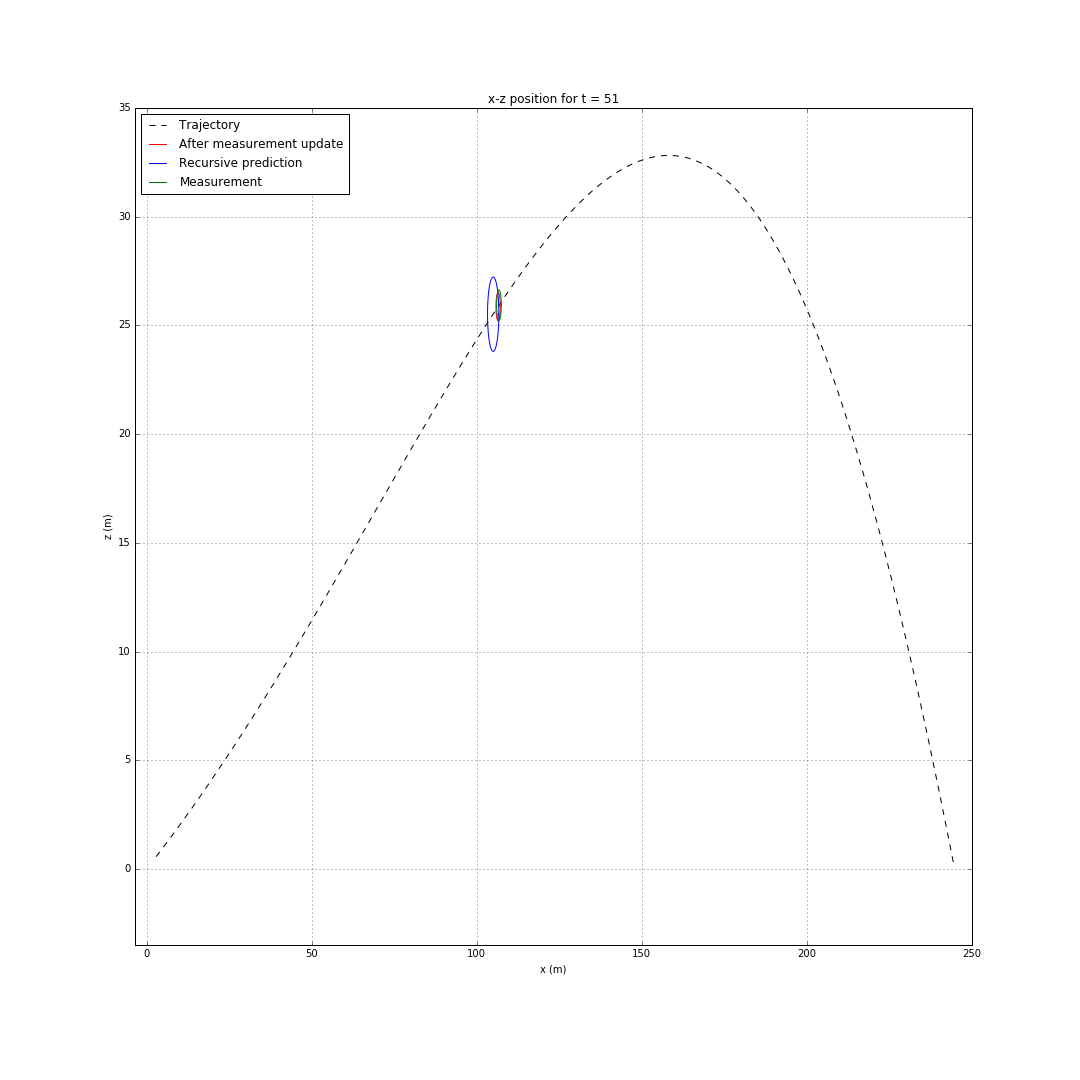 x-z position for t = 51
35
Trajectory
After measurement update
Recursive prediction
Measurement
30
25
20
15
10
5
0
z (m)
0 50 100 150 200 250
x (m)